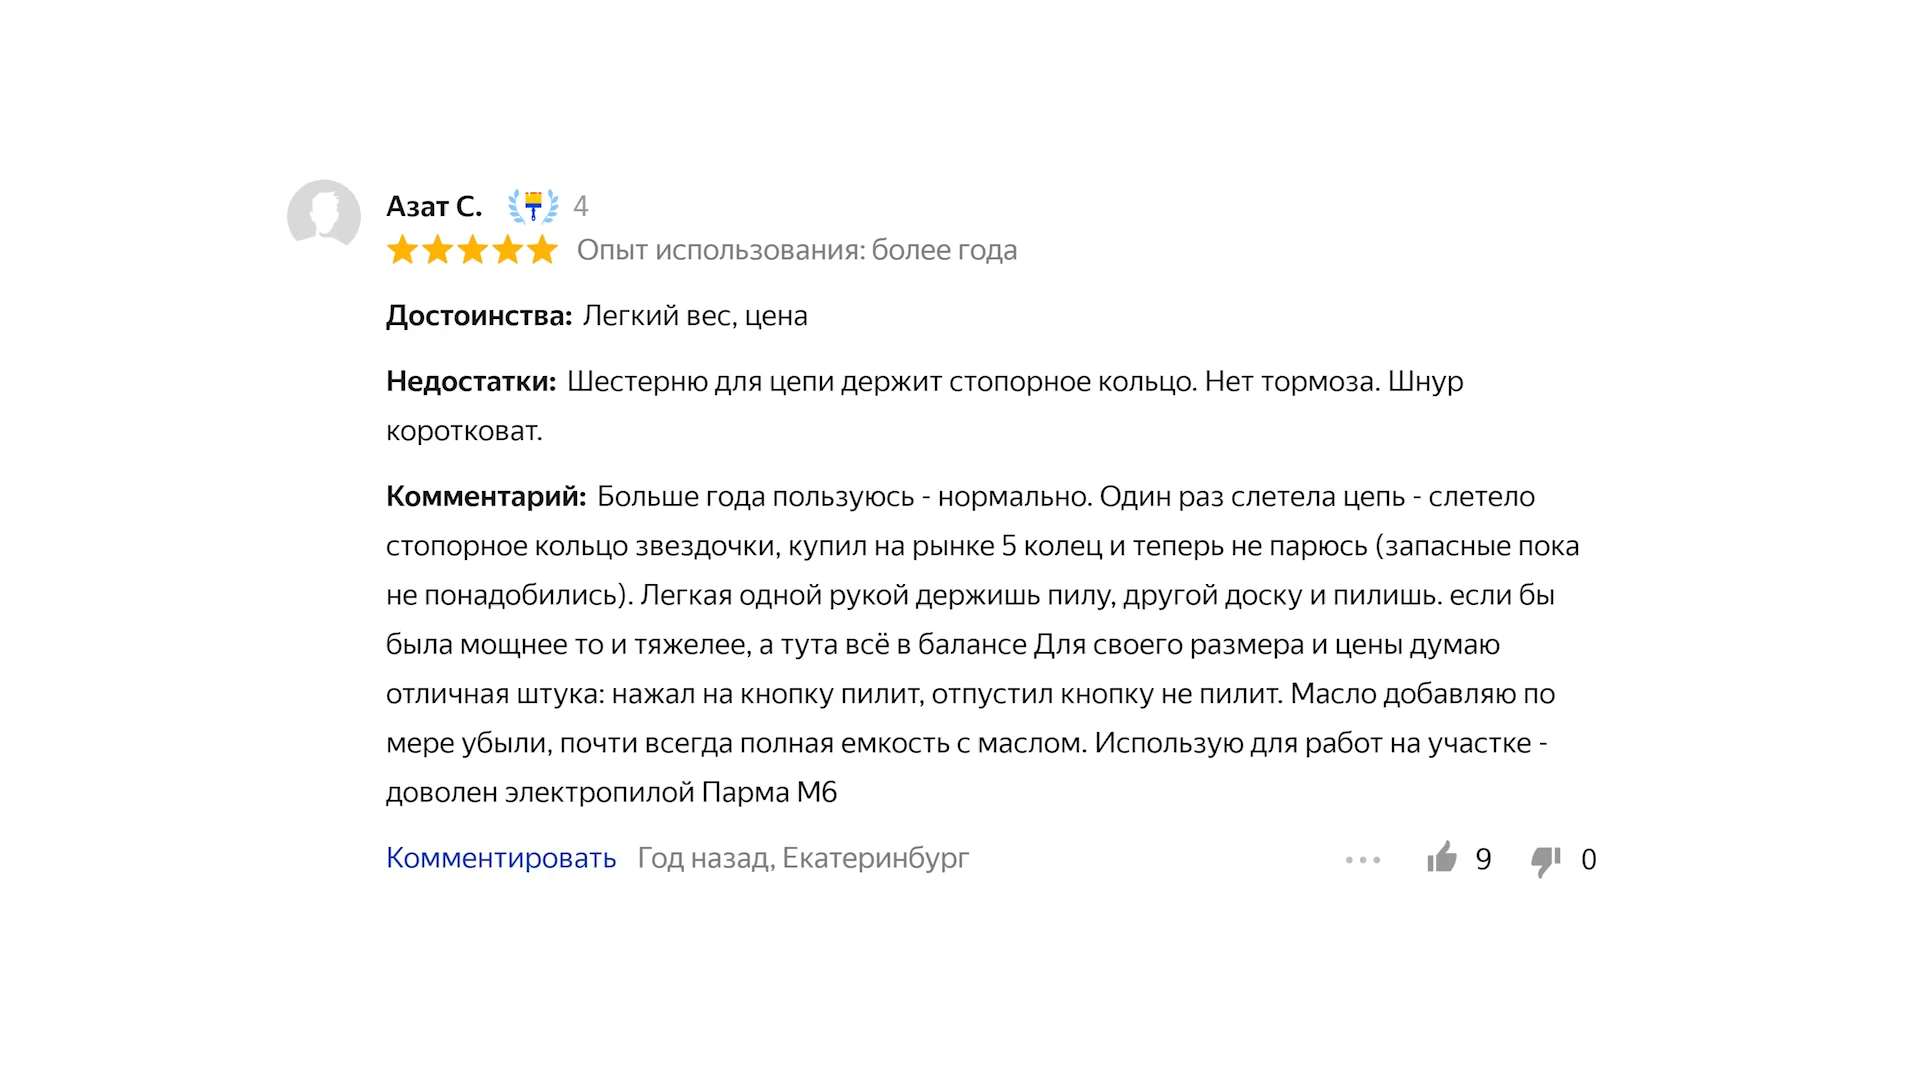 Азат С. 4
Опыт использования: более года
Достоинства: Легкий вес, цена
Недостатки: Шестерню для цепи держит стопорное кольцо. Нет тормоза. Шнур
коротковат.
Комментарий: Больше года пользуюсь - нормально. Один раз слетела цепь - слетело
стопорное кольцо звездочки, купил на рынке 5 колец и теперь не парюсь (запасные пока
не понадобились). Легкая одной рукой держишь пилу, другой доску и пилишь. если бы
была мощнее то и тяжелее, а тута всё в балансе Для своего размера и цены думаю
отличная штука: нажал на кнопку пилит, отпустил кнопку не пилит. Масло добавляю по
мере убыли, почти всегда полная емкость с маслом. Использую для работ на участке -
доволен электропилой Парма М6
Комментировать Год назад, Екатеринбург 9 0